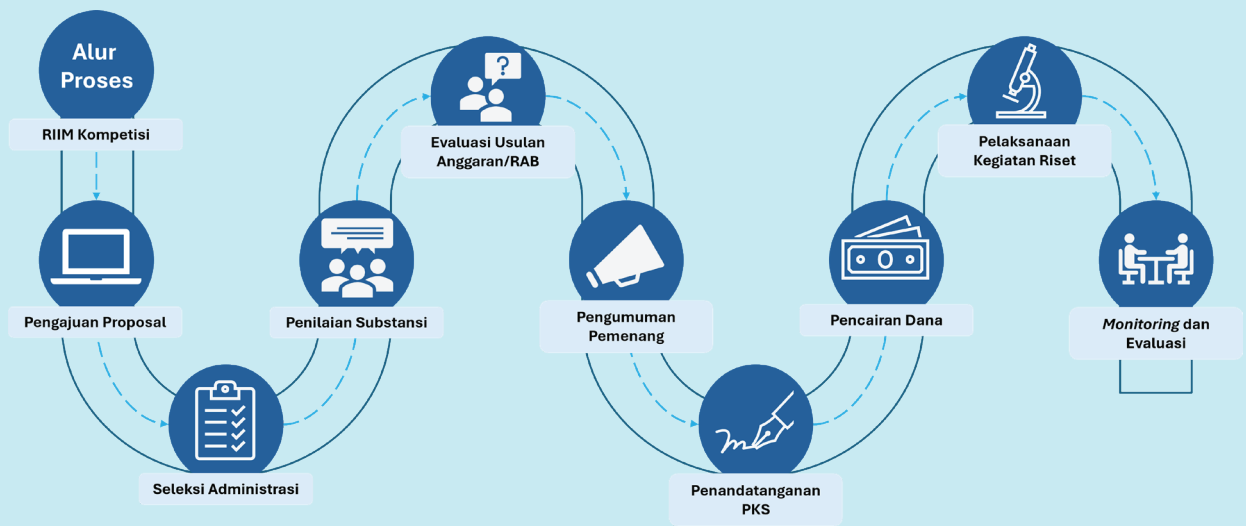 Alur
Proses
RIIM Kompetisi
Pengajuan Proposal
Seleksi Administrasi
Penilaian Substansi
Evaluasi Usulan
Anggaran/RAB
Pengumuman
Pemenang
Penandatanganan
PKS
Pencairan Dana
Pelaksanaan
Kegiatan Riset
Monitoring dan
Evaluasi